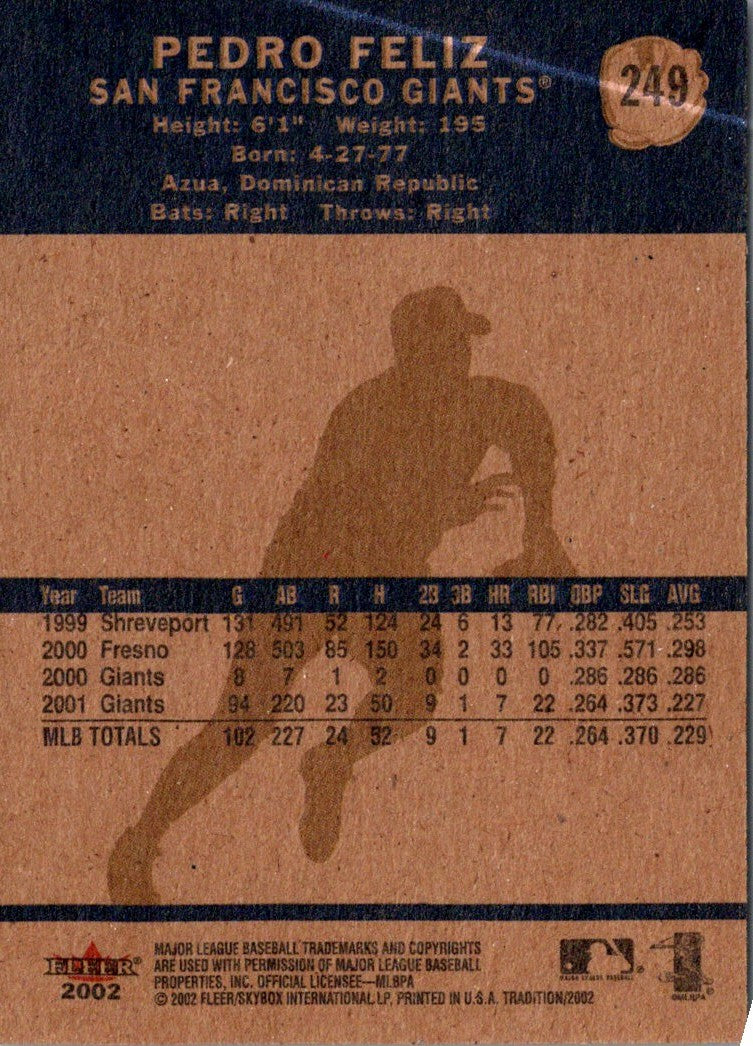 PEDRO FELIZ
249
SAN FRANCISCO GIANTS®
Height: 6'1" Weight: 195
Born: 4-27-77
Azua, Dominican Republic
Bats: Right Throws: Right
Year Team G AB R H 2B 3B HR RBI OBP SLG AVG
1999 Shreveport 131 491 52 124 24 6 13 77 .282 .405 .253
2000 Fresno 128 503 85 150 34 2 33 105 .337 .571 .298
2000 Giants 8 7 1 2 0 0 0 0 .286 .286 .286
2001 Giants 94 220 23 50 9 1 7 22 .264 .373 .227
MLB TOTALS 102 227 24 52 9 1 7 22 .264 .370 .229
FLEER®
2002
MAJOR LEAGUE BASEBALL TRADEMARKS AND COPYRIGHTS
ARE USED WITH PERMISSION OF MAJOR LEAGUE BASEBALL
PROPERTIES, INC. OFFICIAL LICENSEE—MLBPA
© 2002 FLEER/SKYBOX INTERNATIONAL LP. PRINTED IN U.S.A. TRADITION/2002
MAJOR LEAGUE BASEBALL
©MLBPA